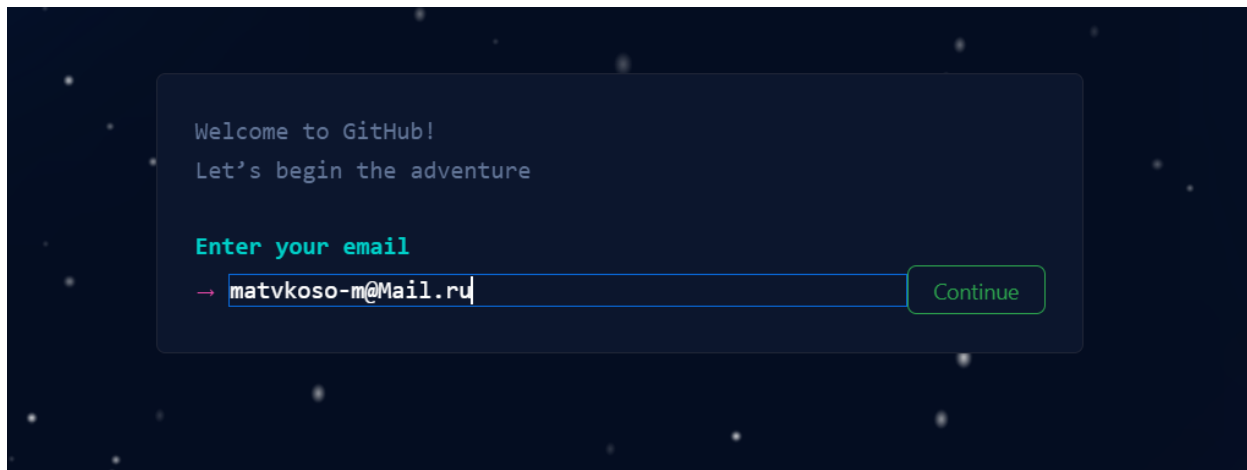 Welcome to GitHub!
Let’s begin the adventure
Enter your email
→ matvkoso-m@Mail.ru Continue